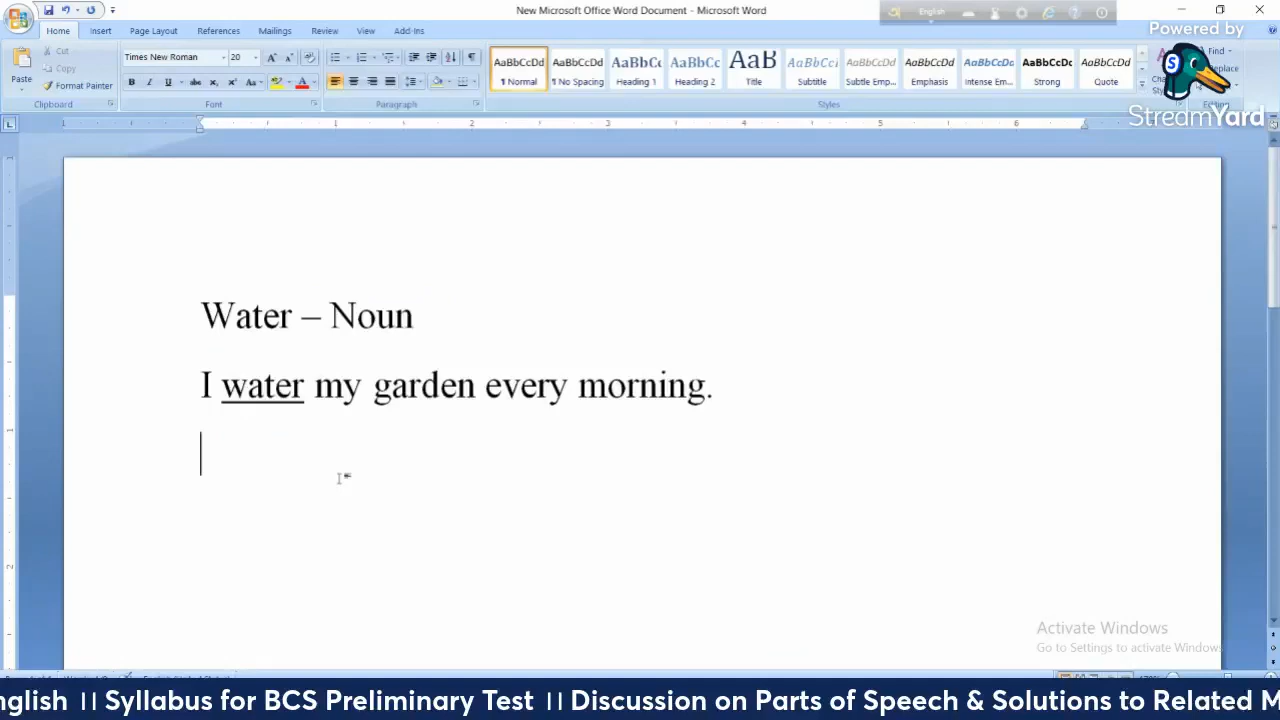 New Microsoft Office Word Document - Microsoft Word
English
Home Insert Page Layout References Mailings Review View Add-Ins
Powered by
StreamYard
Paste
Cut
Copy
Format Painter
Clipboard
Times New Roman 20
Font
Paragraph
AaBbCcDd AaBbCcDd AaBbCc AaBbCc AaB AaBbCcI AaBbCcDd AaBbCcDd AaBbCcDd AaBbCcDd AaBbCcDd
¶ Normal ¶ No Spacing Heading 1 Heading 2 Title Subtitle Subtle Emp... Emphasis Intense Em... Strong Quote
Styles
Find
Editing
Water – Noun
I water my garden every morning.
Activate Windows
Go to Settings to activate Windows
nglish ।। Syllabus for BCS Preliminary Test ।। Discussion on Parts of Speech & Solutions to Related M